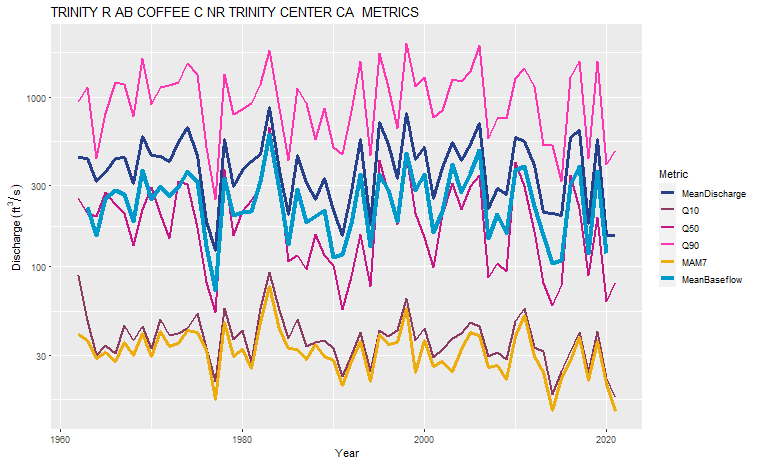 TRINITY R AB COFFEE C NR TRINITY CENTER CA  METRICS
1000
300
100
30
Discharge (ft³/s)
1960
1980
2000
2020
Year
Metric
MeanDischarge
Q10
Q50
Q90
MAM7
MeanBaseflow